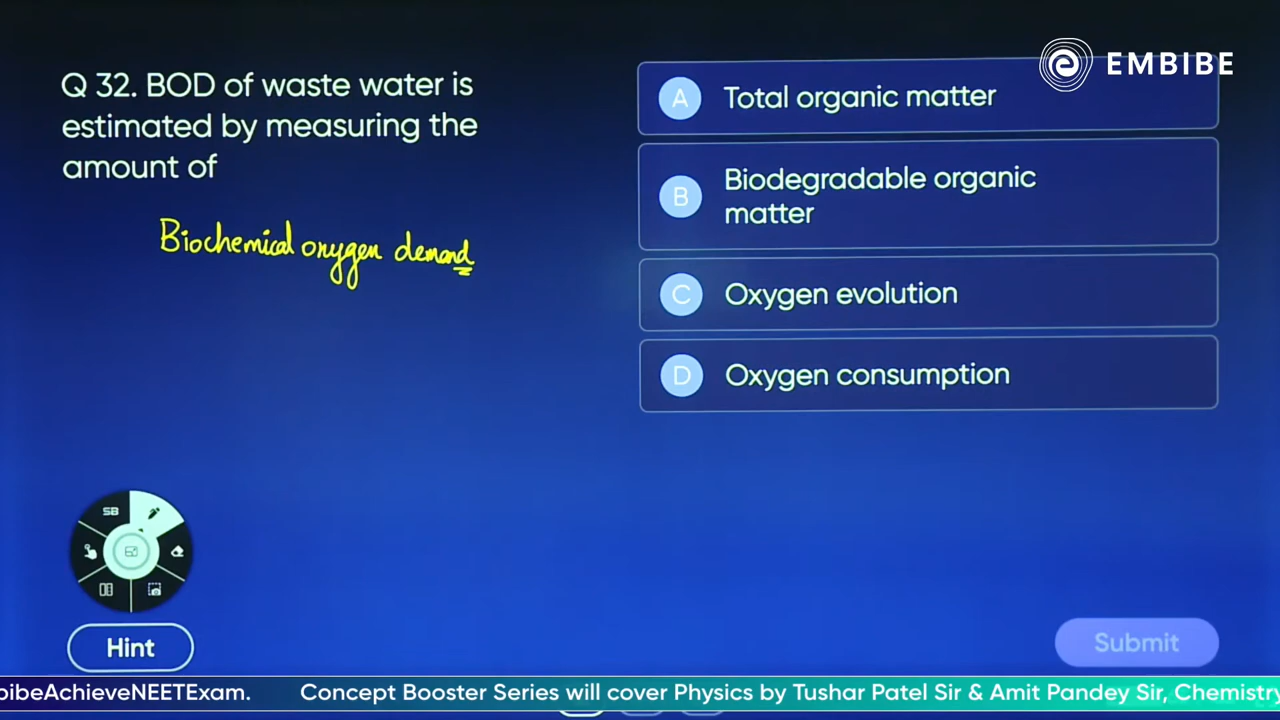 EMBIBE
Q 32. BOD of waste water is
estimated by measuring the
amount of
Biochemical oxygen demand
A Total organic matter
B Biodegradable organic
matter
C Oxygen evolution
D Oxygen consumption
SB
Hint
Submit
bibeAchieveNEETExam. Concept Booster Series will cover Physics by Tushar Patel Sir & Amit Pandey Sir, Chemistry